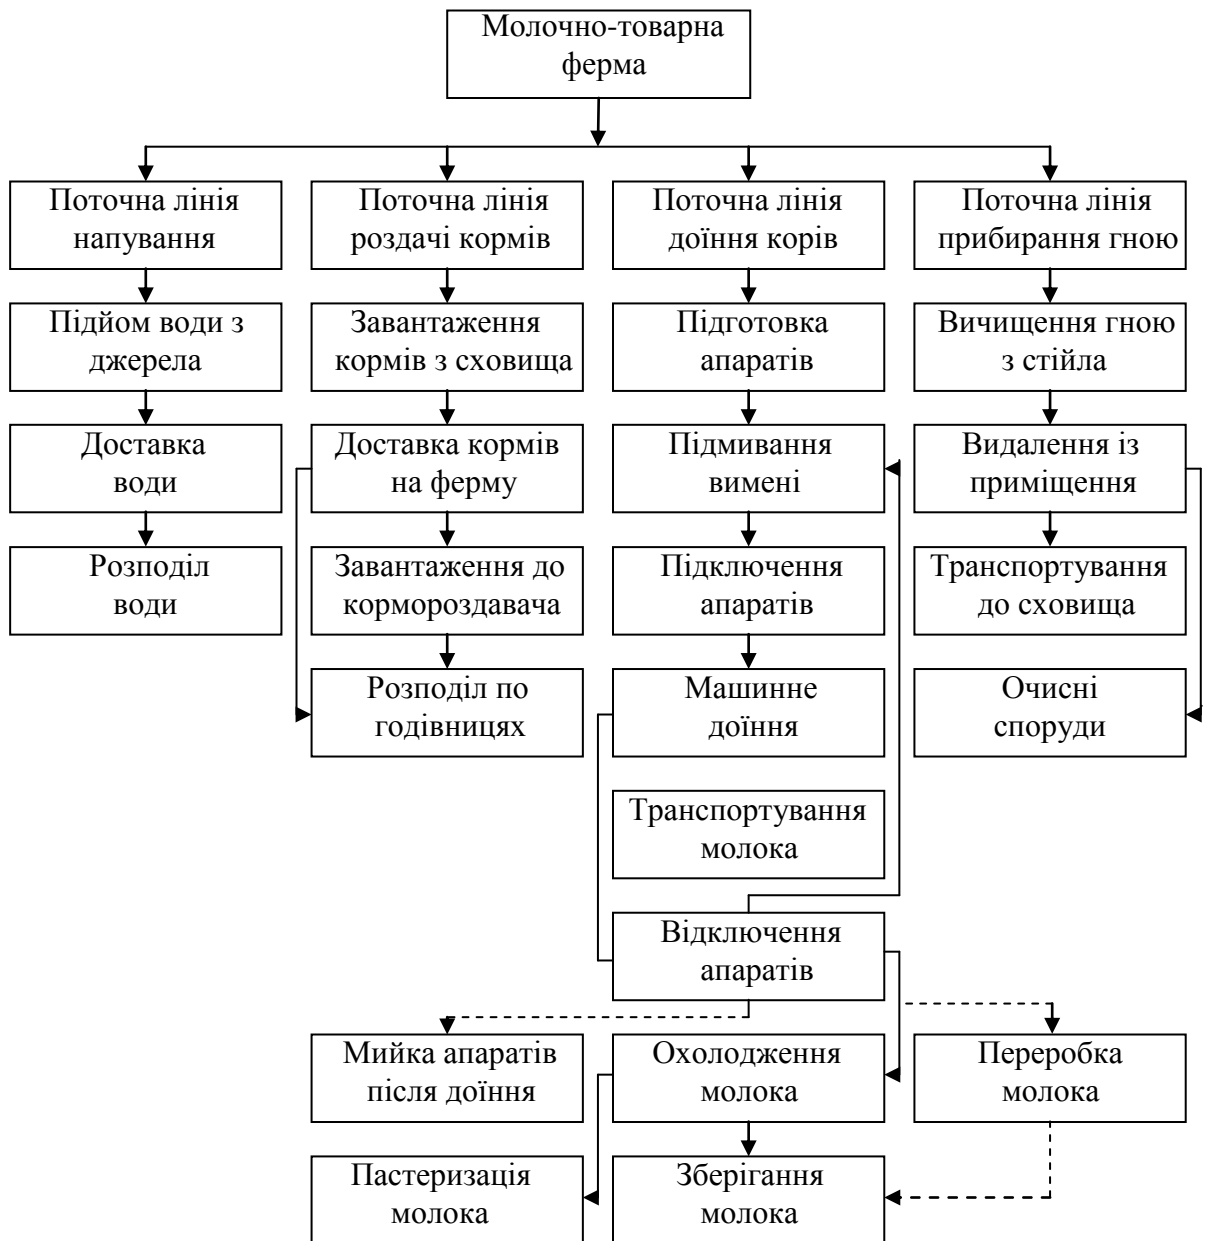 Молочно-товарна
ферма
Поточна лінія
напування
Поточна лінія
роздачі кормів
Поточна лінія
доїння корів
Поточна лінія
прибирання гною
Підйом води з
джерела
Завантаження
кормів з сховища
Підготовка
апаратів
Вичищення гною
з стійла
Доставка
води
Доставка кормів
на ферму
Підмивання
вимені
Видалення із
приміщення
Розподіл
води
Завантаження до
кормороздавача
Підключення
апаратів
Транспортування
до сховища
Розподіл по
годівницях
Машинне
доїння
Очисні
споруди
Транспортування
молока
Відключення
апаратів
Мийка апаратів
після доїння
Охолодження
молока
Переробка
молока
Пастеризація
молока
Зберігання
молока